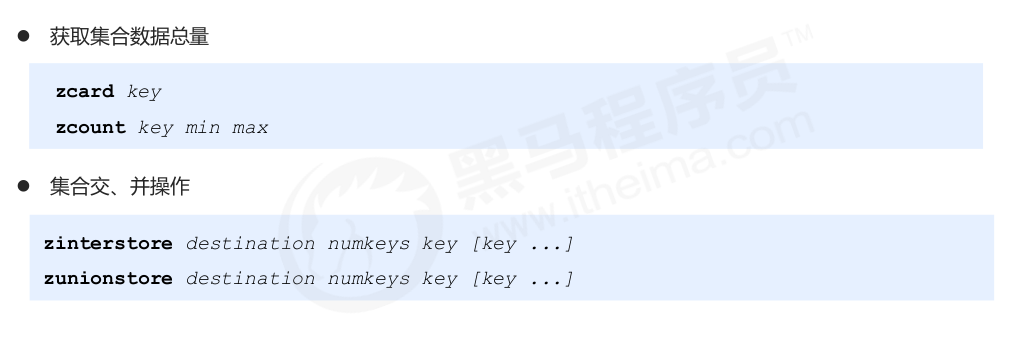 ● 获取集合数据总量
zcard key
zcount key min max
● 集合交、并操作
zinterstore destination numkeys key [key ...]
zunionstore destination numkeys key [key ...]
黑马程序员™
www.itheima.com